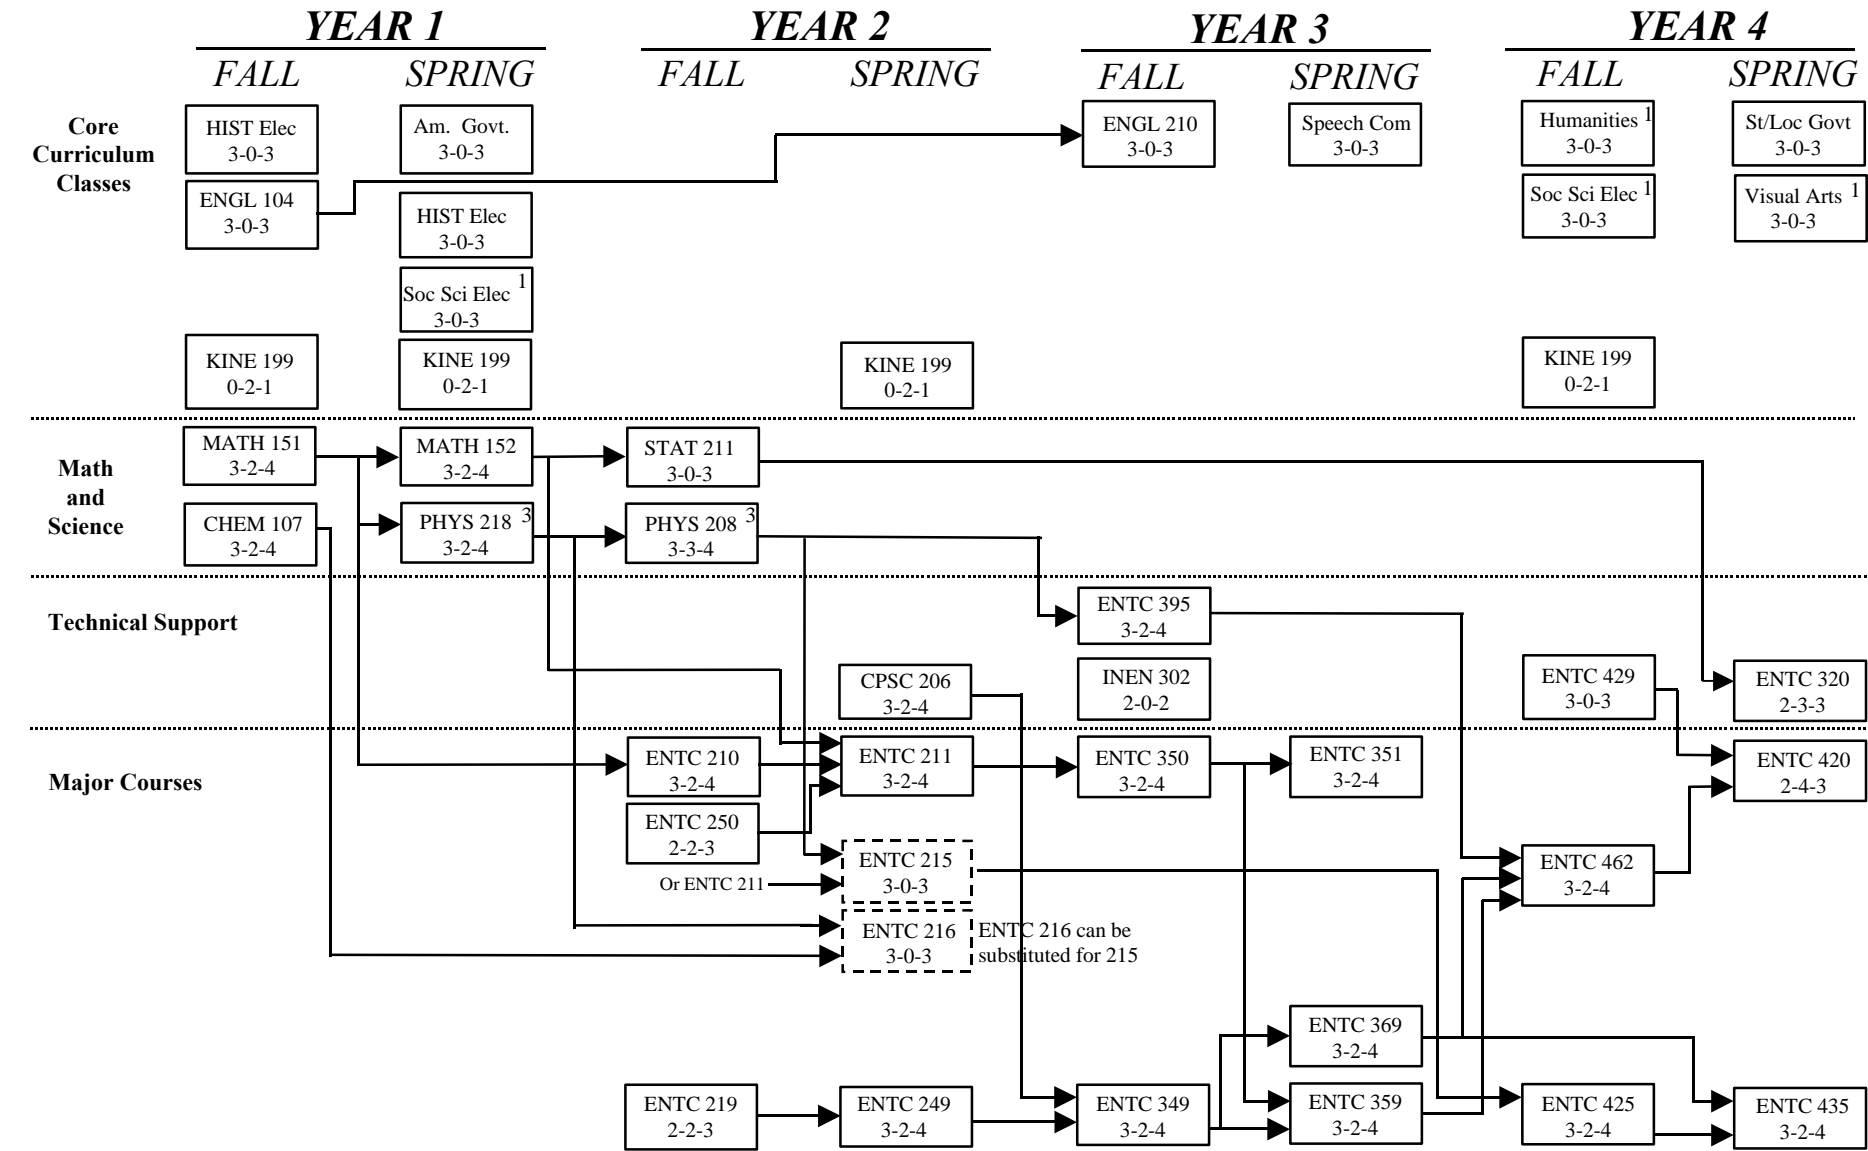 YEAR 1
YEAR 2
YEAR 3
YEAR 4
FALL
SPRING
FALL
SPRING
FALL
SPRING
FALL
SPRING
Core
Curriculum
Classes
HIST Elec
3-0-3
Am. Govt.
3-0-3
ENGL 210
3-0-3
Speech Com
3-0-3
Humanities 1
3-0-3
St/Loc Govt
3-0-3
ENGL 104
3-0-3
HIST Elec
3-0-3
Soc Sci Elec 1
3-0-3
Visual Arts 1
3-0-3
Soc Sci Elec 1
3-0-3
KINE 199
0-2-1
KINE 199
0-2-1
KINE 199
0-2-1
KINE 199
0-2-1
Math
and
Science
MATH 151
3-2-4
MATH 152
3-2-4
STAT 211
3-0-3
CHEM 107
3-2-4
PHYS 218 3
3-2-4
PHYS 208 3
3-3-4
Technical Support
ENTC 395
3-2-4
CPSC 206
3-2-4
INEN 302
2-0-2
ENTC 429
3-0-3
ENTC 320
2-3-3
Major Courses
ENTC 210
3-2-4
ENTC 211
3-2-4
ENTC 350
3-2-4
ENTC 351
3-2-4
ENTC 420
2-4-3
ENTC 250
2-2-3
ENTC 215
3-0-3
Or ENTC 211
ENTC 462
3-2-4
ENTC 216
3-0-3
ENTC 216 can be
substituted for 215
ENTC 369
3-2-4
ENTC 219
2-2-3
ENTC 249
3-2-4
ENTC 349
3-2-4
ENTC 359
3-2-4
ENTC 425
3-2-4
ENTC 435
3-2-4